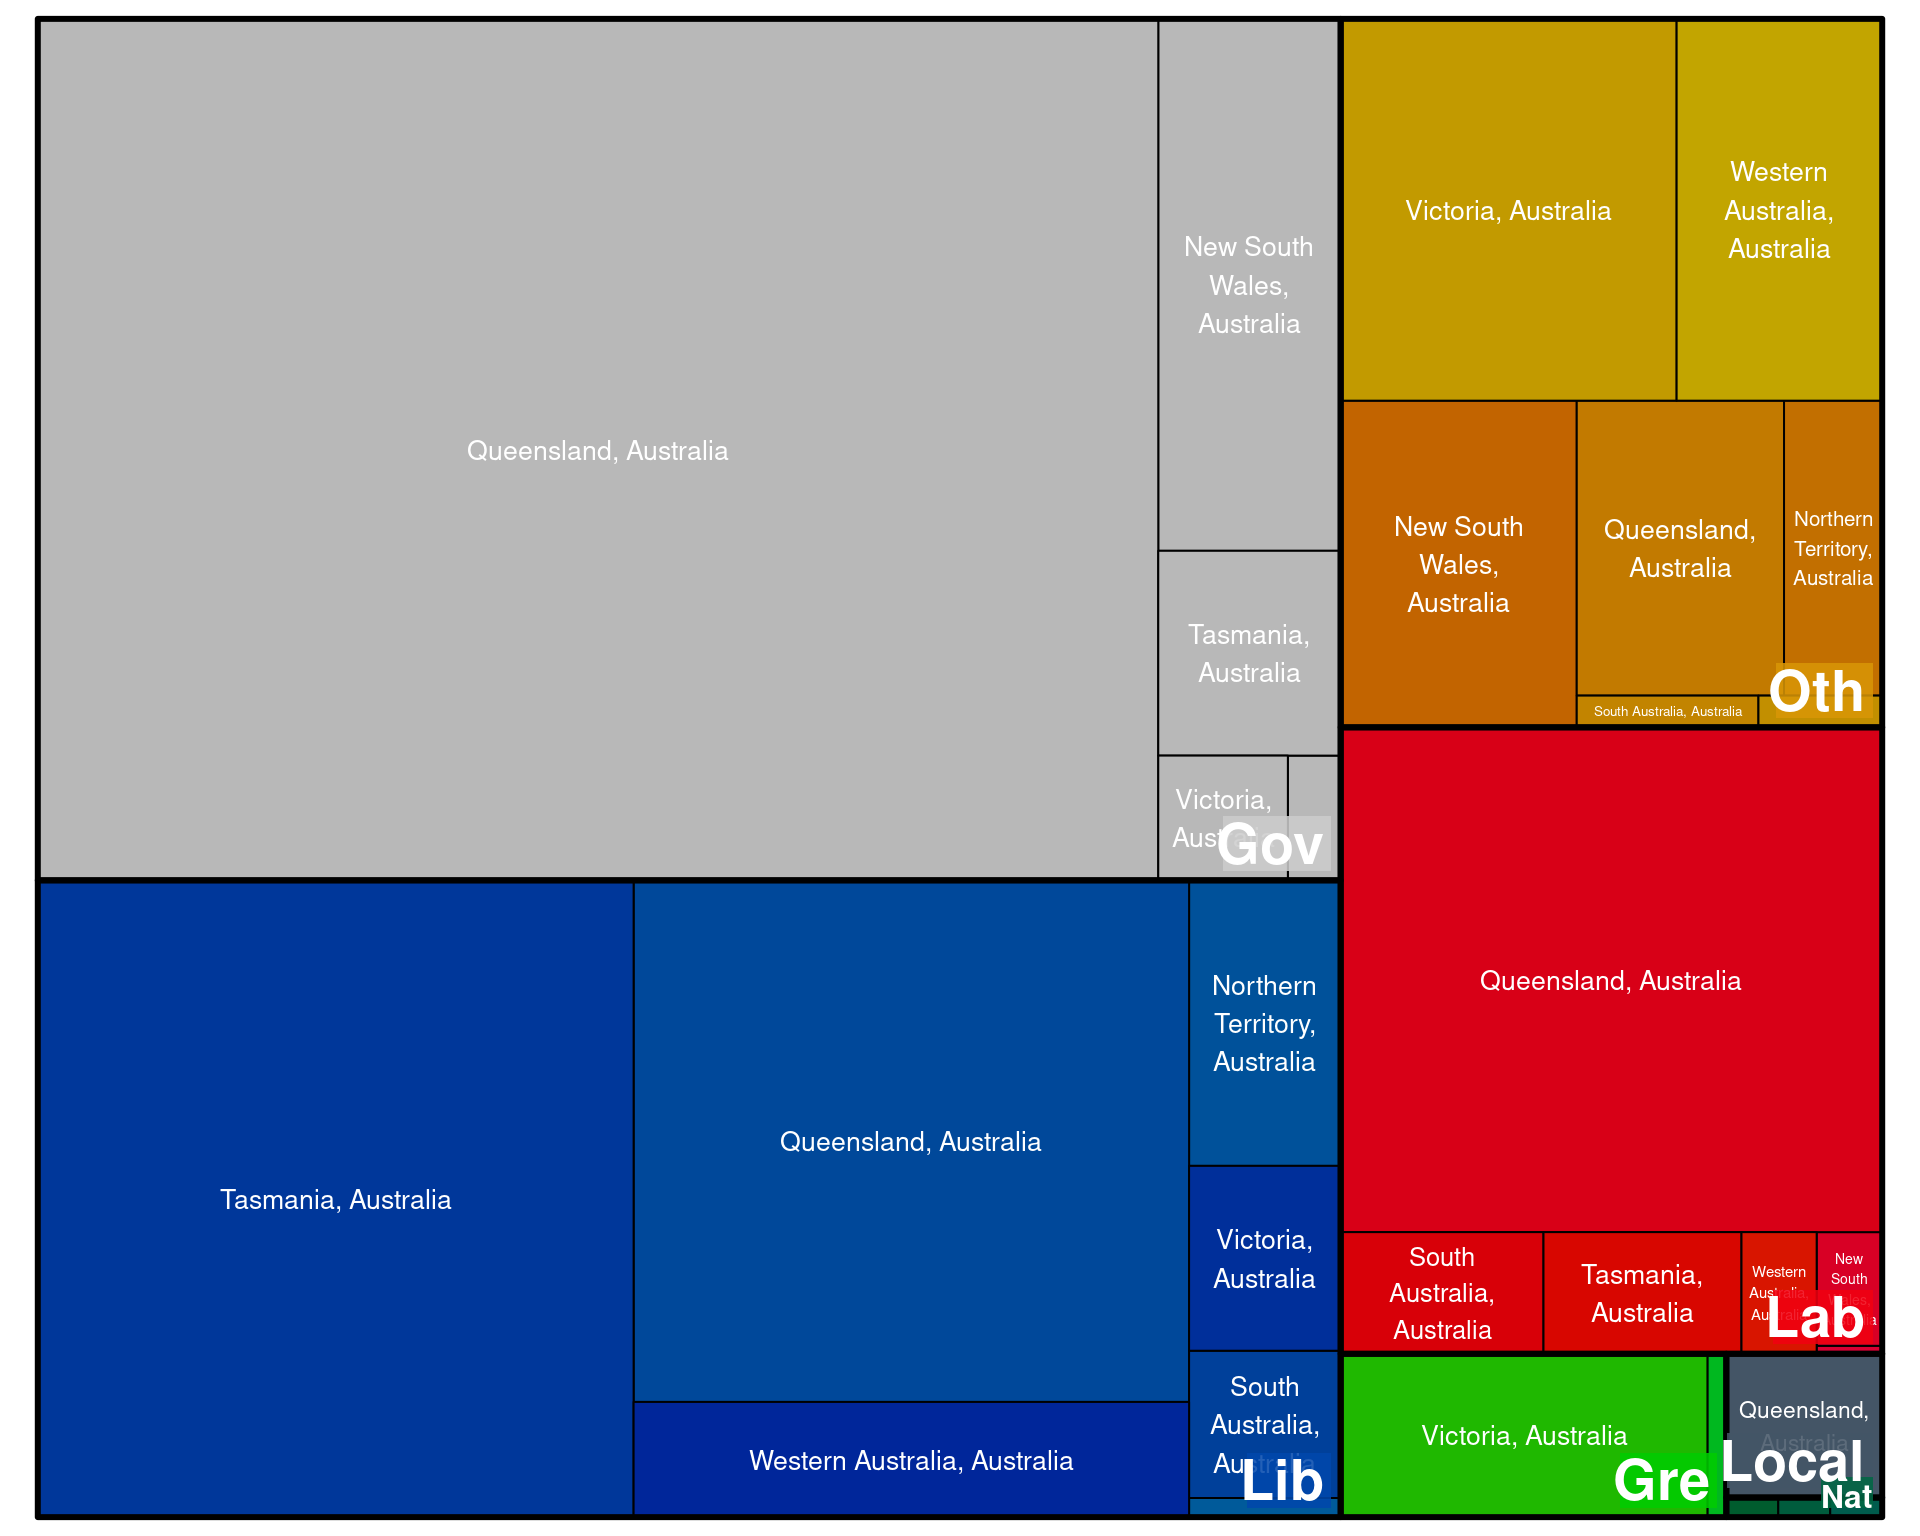 Queensland, Australia
New South
Wales,
Australia
Tasmania,
Australia
Victoria,
Gov
Victoria, Australia
Western
Australia,
Australia
New South
Wales,
Australia
Queensland,
Australia
Northern
Territory,
Australia
South Australia, Australia
Oth
Tasmania, Australia
Queensland, Australia
Western Australia, Australia
Northern
Territory,
Australia
Victoria,
Australia
South
Australia,
Lib
Queensland, Australia
South
Australia,
Australia
Tasmania,
Australia
Western
Australia,
New
South
Wales,
Lab
Victoria, Australia
Gre
Queensland,
Australia
Local
Nat